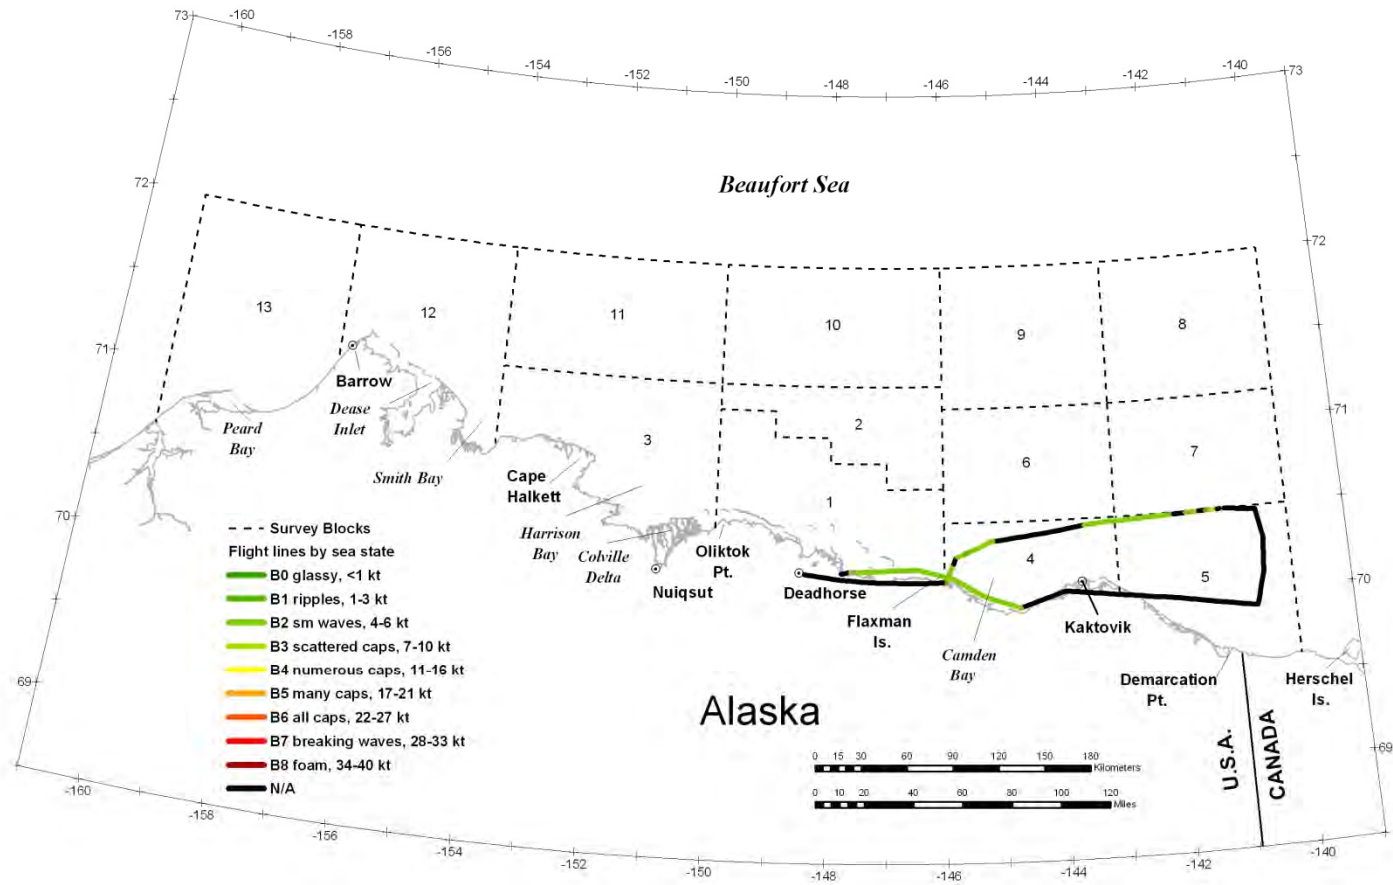 73
-160
-158
-156
-154
-152
-150
-148
-146
-144
-142
-140
73
72
Beaufort Sea
72
13
12
11
10
9
8
71
Barrow
Dease
Inlet
Peard
Bay
Smith Bay
3
2
6
7
71
Cape
Halkett
1
70
Harrison
Bay
Colville
Delta
Nuiqsut
Oliktok
Pt.
Deadhorse
Flaxman
Is.
4
5
70
Kaktovik
Camden
Bay
Demarcation
Pt.
Herschel
Is.
Survey Blocks
Flight lines by sea state
B0 glassy, <1 kt
B1 ripples, 1-3 kt
B2 sm waves, 4-6 kt
B3 scattered caps, 7-10 kt
B4 numerous caps, 11-16 kt
B5 many caps, 17-21 kt
B6 all caps, 22-27 kt
B7 breaking waves, 28-33 kt
B8 foam, 34-40 kt
N/A
69
Alaska
U.S.A.
CANADA
69
0 15 30 60 90 120 150 180
Kilometers
0 10 20 40 60 80 100 120
Miles
-160
-158
-156
-154
-152
-150
-148
-146
-144
-142
-140